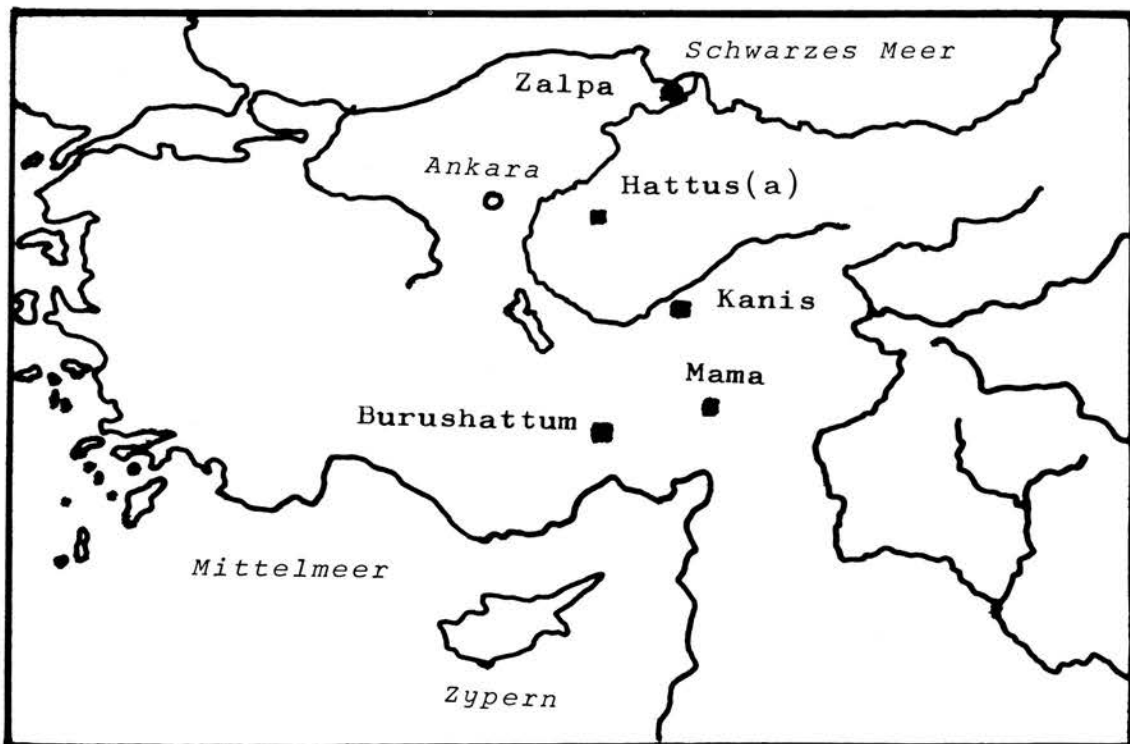 Schwarzes Meer
Zalpa
Ankara
Hattus(a)
Kanis
Mama
Burushattum
Mittelmeer
Zypern